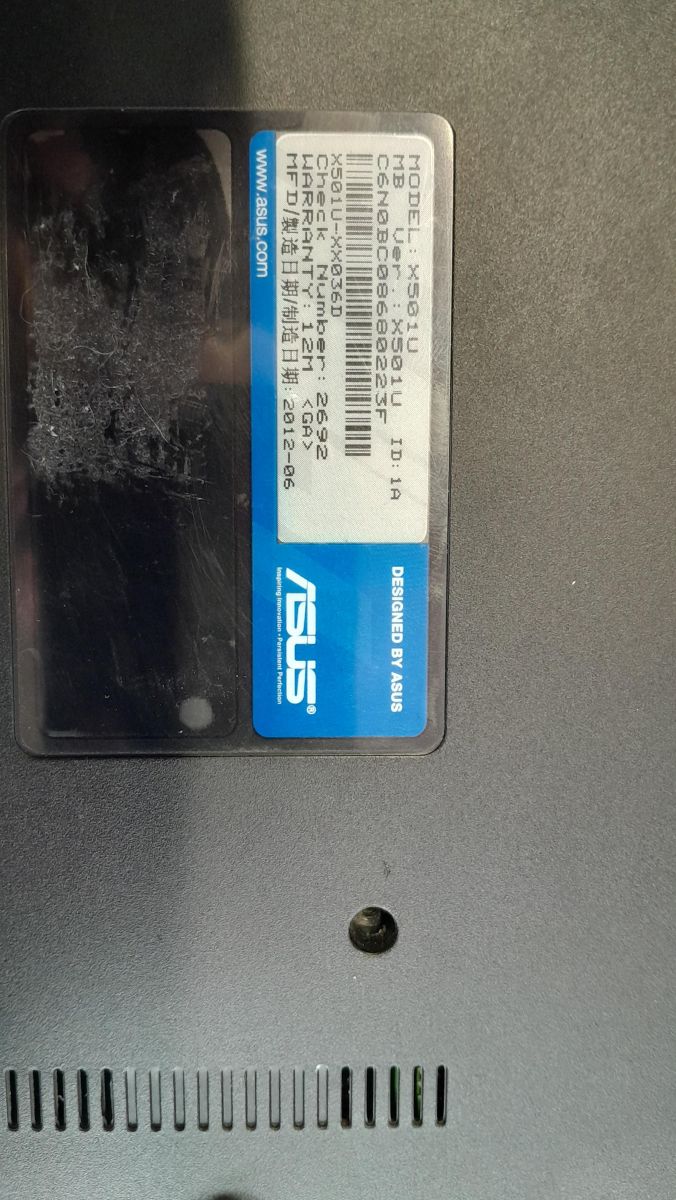 MODEL: X501U
MB Ver.: X501U ID: 1A
C6N0BC08680223F
X501U-XX036D
Check Number: 2692
WARRANTY: 12M <GA>
MFD/製造日期/制造日期: 2012-06
www.asus.com
DESIGNED BY ASUS
ASUS®
Inspiring Innovation • Persistent Perfection